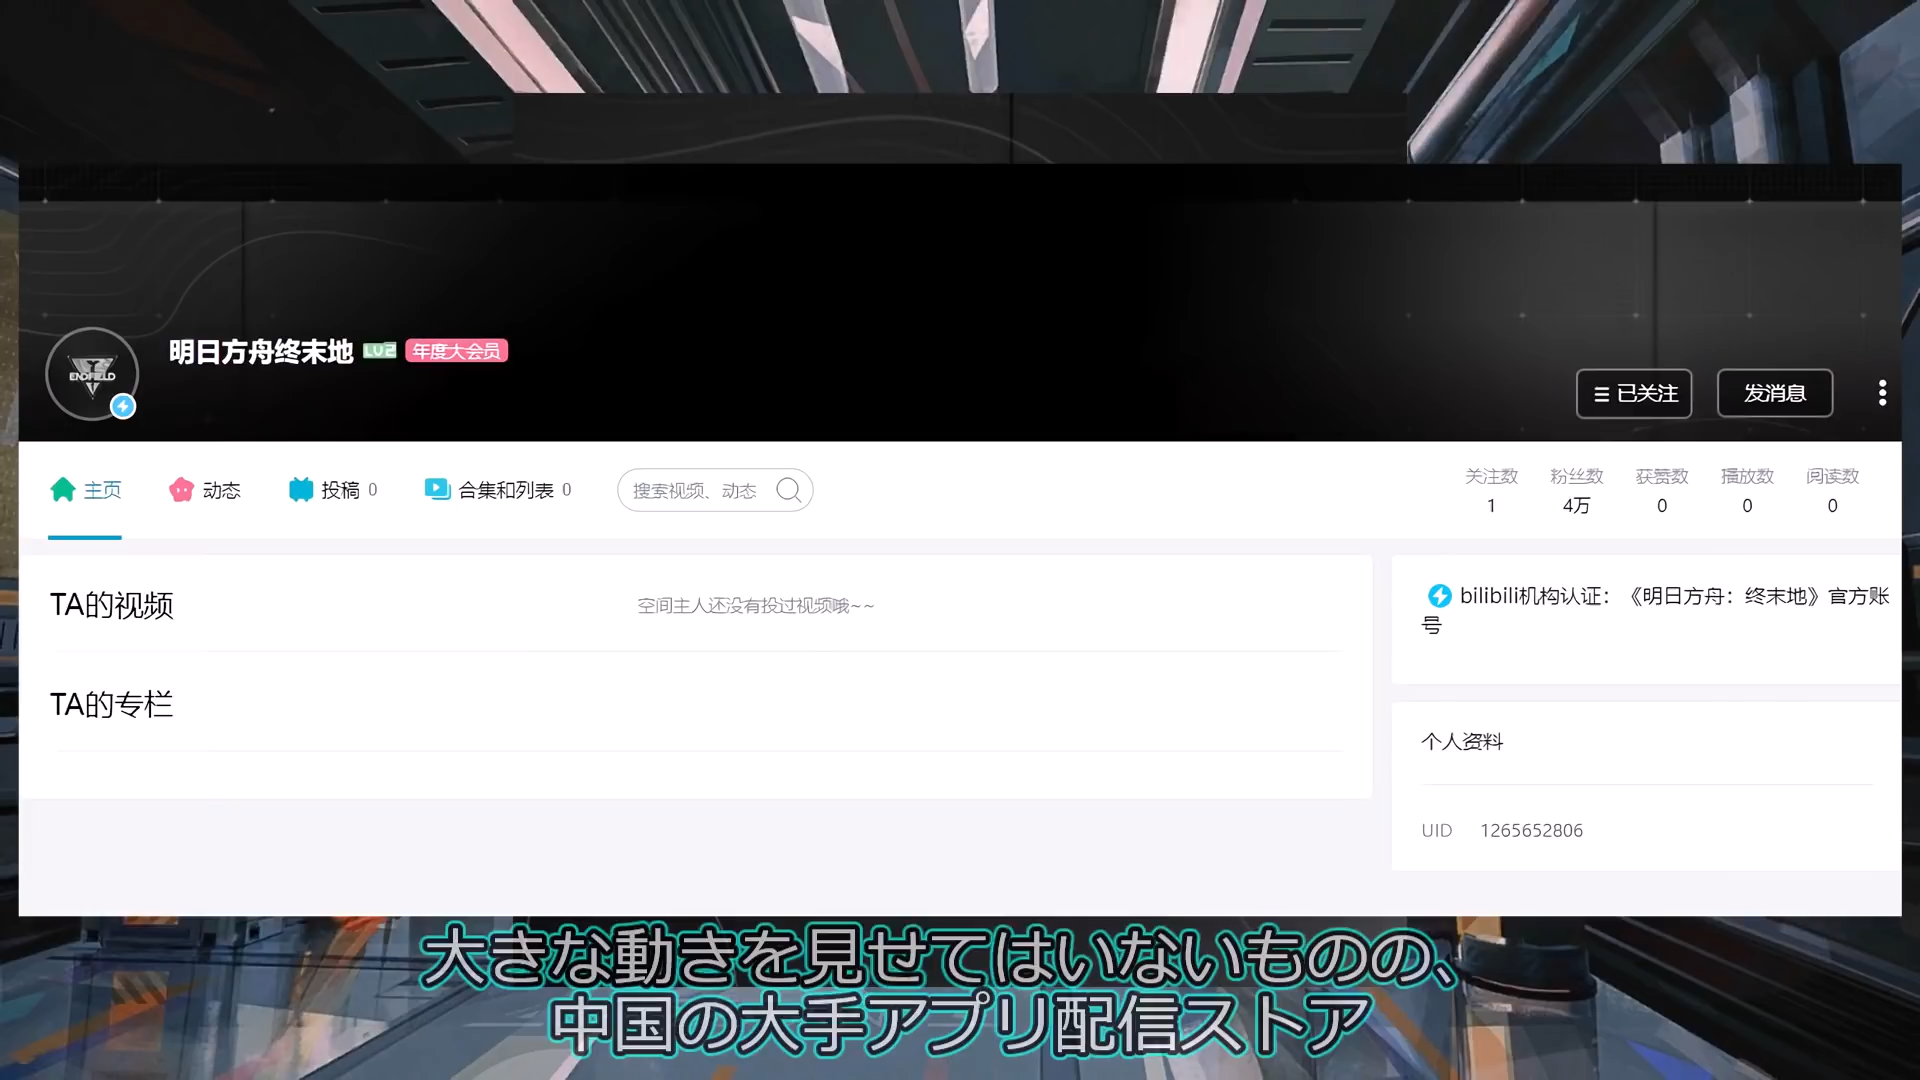 明日方舟终末地 LV2 年度大会员
ENDFIELD
已关注 发消息
主页 动态 投稿 0 合集和列表 0 搜索视频、动态
关注数 粉丝数 获赞数 播放数 阅读数
1 4万 0 0 0
TA的视频 空间主人还没有投过视频哦~~
TA的专栏
bilibili机构认证：《明日方舟：终末地》官方账
号
个人资料
UID 1265652806
大きな動きを見せてはいないものの、
中国の大手アプリ配信ストア